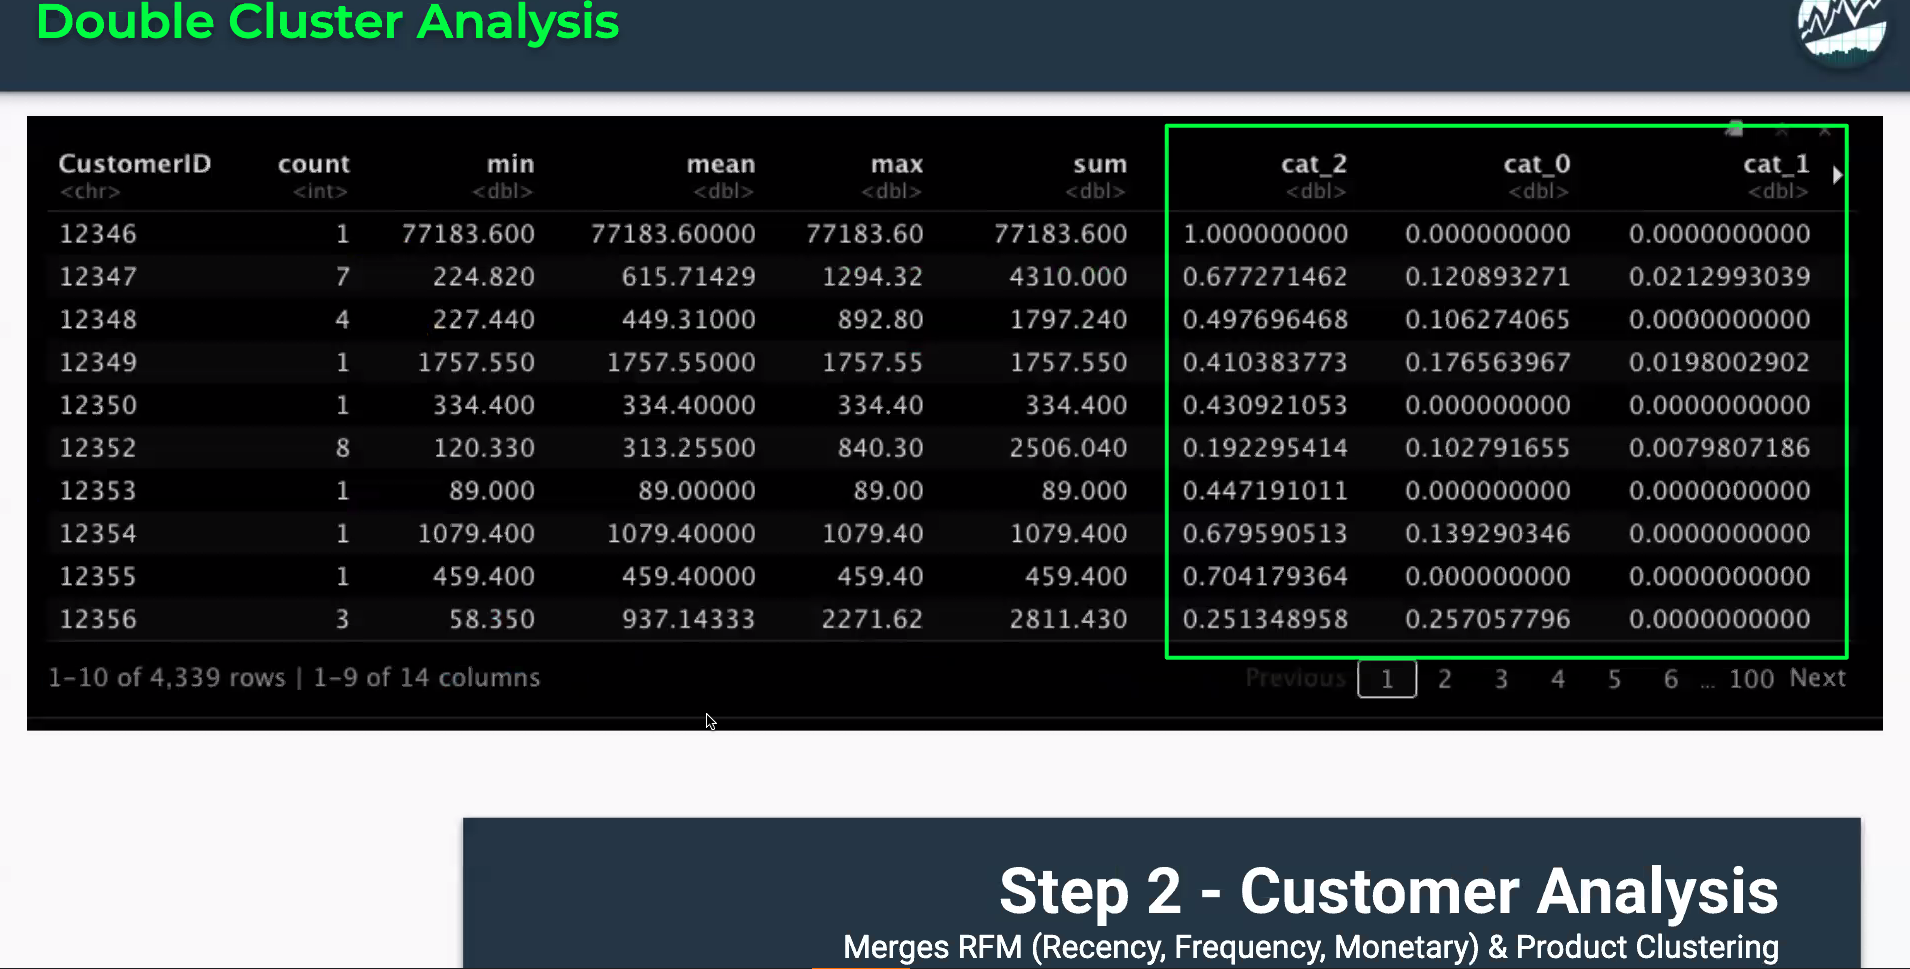 Double Cluster Analysis
CustomerID count min mean max sum cat_2 cat_0 cat_1
<chr> <int> <dbl> <dbl> <dbl> <dbl> <dbl> <dbl> <dbl>
12346 1 77183.600 77183.60000 77183.60 77183.600 1.000000000 0.000000000 0.0000000000
12347 7 224.820 615.71429 1294.32 4310.000 0.677271462 0.120893271 0.0212993039
12348 4 227.440 449.31000 892.80 1797.240 0.497696468 0.106274065 0.0000000000
12349 1 1757.550 1757.55000 1757.55 1757.550 0.410383773 0.176563967 0.0198002902
12350 1 334.400 334.40000 334.40 334.400 0.430921053 0.000000000 0.0000000000
12352 8 120.330 313.25500 840.30 2506.040 0.192295414 0.102791655 0.0079807186
12353 1 89.000 89.00000 89.00 89.000 0.447191011 0.000000000 0.0000000000
12354 1 1079.400 1079.40000 1079.40 1079.400 0.679590513 0.139290346 0.0000000000
12355 1 459.400 459.40000 459.40 459.400 0.704179364 0.000000000 0.0000000000
12356 3 58.350 937.14333 2271.62 2811.430 0.251348958 0.257057796 0.0000000000
1-10 of 4,339 rows | 1-9 of 14 columns Previous 1 2 3 4 5 6 ... 100 Next
Step 2 - Customer Analysis
Merges RFM (Recency, Frequency, Monetary) & Product Clustering